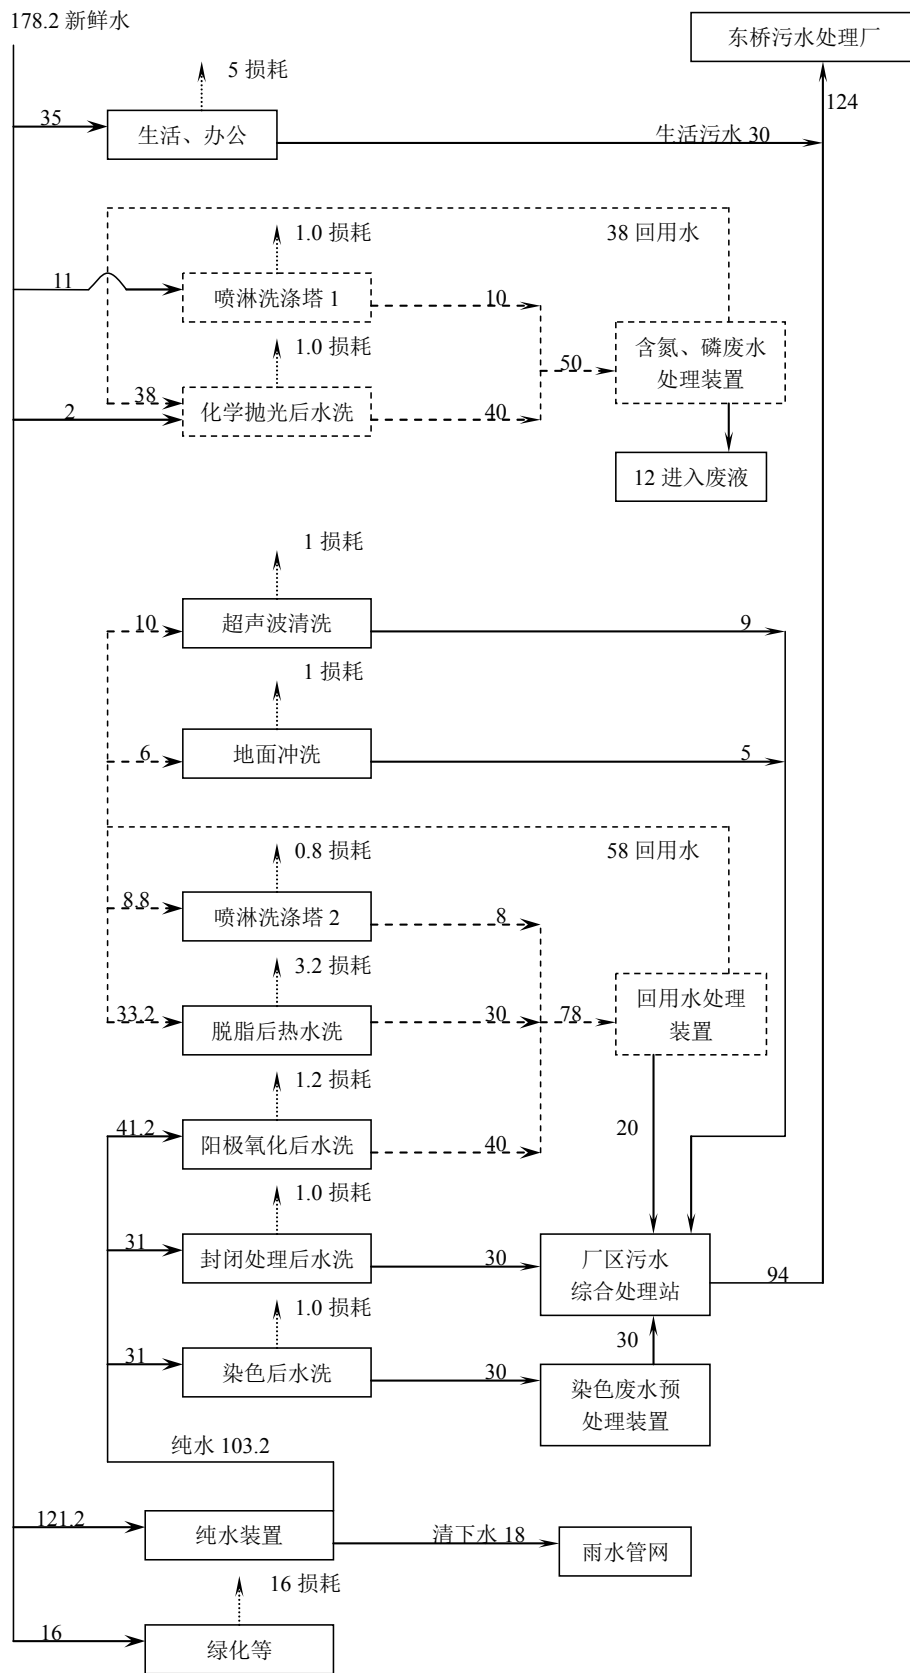 178.2 新鲜水
东桥污水处理厂
5 损耗
124
35
生活、办公
生活污水 30
1.0 损耗
38 回用水
11
喷淋洗涤塔 1
10
1.0 损耗
含氮、磷废水
处理装置
50
38
2
化学抛光后水洗
40
12 进入废液
1 损耗
10
超声波清洗
9
1 损耗
6
地面冲洗
5
0.8 损耗
58 回用水
8.8
喷淋洗涤塔 2
8
3.2 损耗
回用水处理
装置
33.2
脱脂后热水洗
30
78
1.2 损耗
41.2
阳极氧化后水洗
40
20
1.0 损耗
31
封闭处理后水洗
30
厂区污水
综合处理站
94
1.0 损耗
30
31
染色后水洗
30
染色废水预
处理装置
纯水 103.2
121.2
纯水装置
清下水 18
雨水管网
16 损耗
16
绿化等